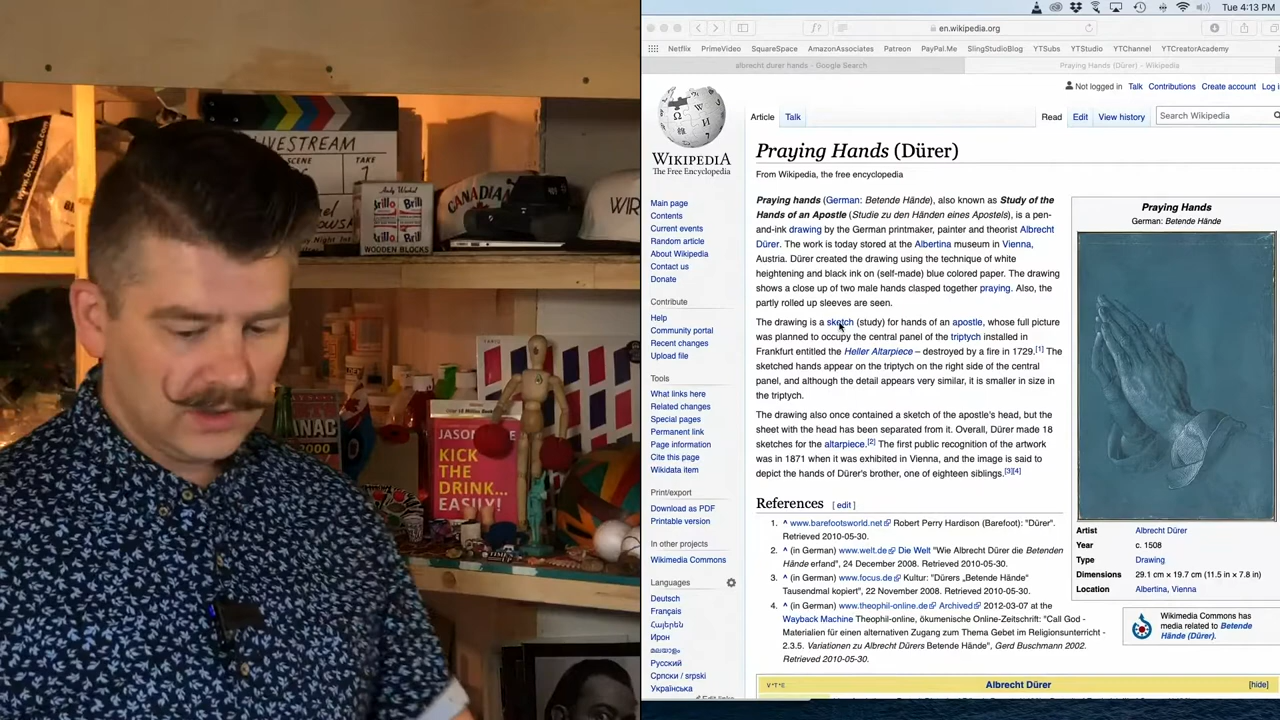 LIVESTREAM
SCENE
TAKE
7
Andy Warhol
Brillo
Brillo
WOODEN BLOCKS
CANADIAN
WIR
PARIS
2000
JASON
KICK
THE
DRINK...
EASILY!
Tue 4:13 PM
en.wikipedia.org
Netflix PrimeVideo SquareSpace AmazonAssociates Patreon PayPal.Me SlingStudioBlog YTSubs YTStudio YTChannel YTCreatorAcademy
albrecht durer hands - Google Search
Praying Hands (Dürer) - Wikipedia
Not logged in Talk Contributions Create account Log i
WIKIPEDIA
The Free Encyclopedia
Article Talk Read Edit View history Search Wikipedia
Main page
Contents
Current events
Random article
About Wikipedia
Contact us
Donate
Contribute
Help
Community portal
Recent changes
Upload file
Tools
What links here
Related changes
Special pages
Permanent link
Page information
Cite this page
Wikidata item
Print/export
Download as PDF
Printable version
In other projects
Wikimedia Commons
Languages
Deutsch
Français
Հայերեն
Ирон
മലയാളം
Русский
Српски / srpski
Українська
Edit links
Praying Hands (Dürer)
From Wikipedia, the free encyclopedia
Praying hands (German: Betende Hände), also known as Study of the
Hands of an Apostle (Studie zu den Händen eines Apostels), is a pen-
and-ink drawing by the German printmaker, painter and theorist Albrecht
Dürer. The work is today stored at the Albertina museum in Vienna,
Austria. Dürer created the drawing using the technique of white
heightening and black ink on (self-made) blue colored paper. The drawing
shows a close up of two male hands clasped together praying. Also, the
partly rolled up sleeves are seen.
The drawing is a sketch (study) for hands of an apostle, whose full picture
was planned to occupy the central panel of the triptych installed in
Frankfurt entitled the Heller Altarpiece – destroyed by a fire in 1729.[1] The
sketched hands appear on the triptych on the right side of the central
panel, and although the detail appears very similar, it is smaller in size in
the triptych.
The drawing also once contained a sketch of the apostle's head, but the
sheet with the head has been separated from it. Overall, Dürer made 18
sketches for the altarpiece.[2] The first public recognition of the artwork
was in 1871 when it was exhibited in Vienna, and the image is said to
depict the hands of Dürer's brother, one of eighteen siblings.[3][4]
References [ edit ]
1. ^ www.barefootsworld.net Robert Perry Hardison (Barefoot): "Dürer".
Retrieved 2010-05-30.
2. ^ (in German) www.welt.de Die Welt "Wie Albrecht Dürer die Betenden
Hände erfand", 24 December 2008. Retrieved 2010-05-30.
3. ^ (in German) www.focus.de Kultur: "Dürers „Betende Hände"
Tausendmal kopiert", 22 November 2008. Retrieved 2010-05-30.
4. ^ (in German) www.theophil-online.de Archived 2012-03-07 at the
Wayback Machine Theophil-online, ökumenische Online-Zeitschrift: "Call God -
Materialien für einen alternativen Zugang zum Thema Gebet im Religionsunterricht -
2.3.5. Variationen zu Albrecht Dürers Betende Hände", Gerd Buschmann 2002.
Retrieved 2010-05-30.
Praying Hands
German: Betende Hände
Artist Albrecht Dürer
Year c. 1508
Type Drawing
Dimensions 29.1 cm × 19.7 cm (11.5 in × 7.8 in)
Location Albertina, Vienna
Wikimedia Commons has
media related to Betende
Hände (Dürer).
V·T·E Albrecht Dürer [hide]